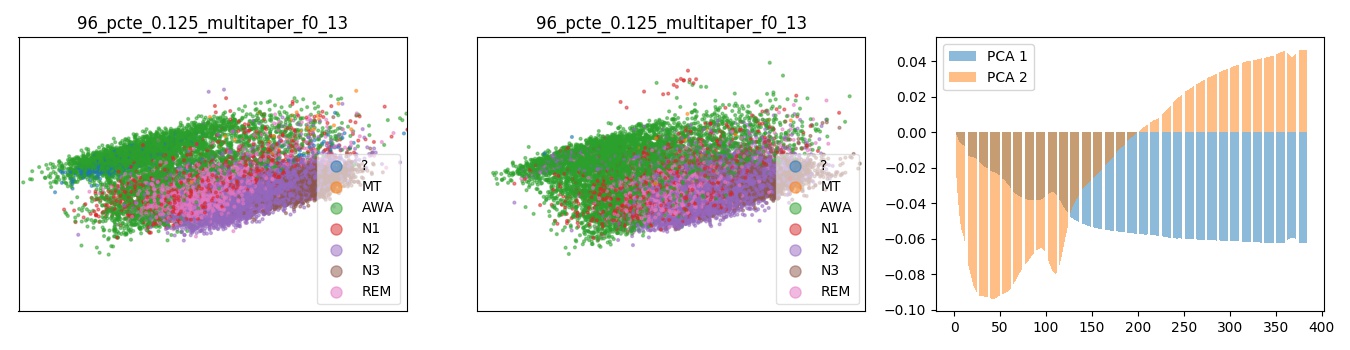 96_pcte_0.125_multitaper_f0_13
?
MT
AWA
N1
N2
N3
REM
96_pcte_0.125_multitaper_f0_13
?
MT
AWA
N1
N2
N3
REM
PCA 1
PCA 2
0.04
0.02
0.00
−0.02
−0.04
−0.06
−0.08
−0.10
0 50 100 150 200 250 300 350 400